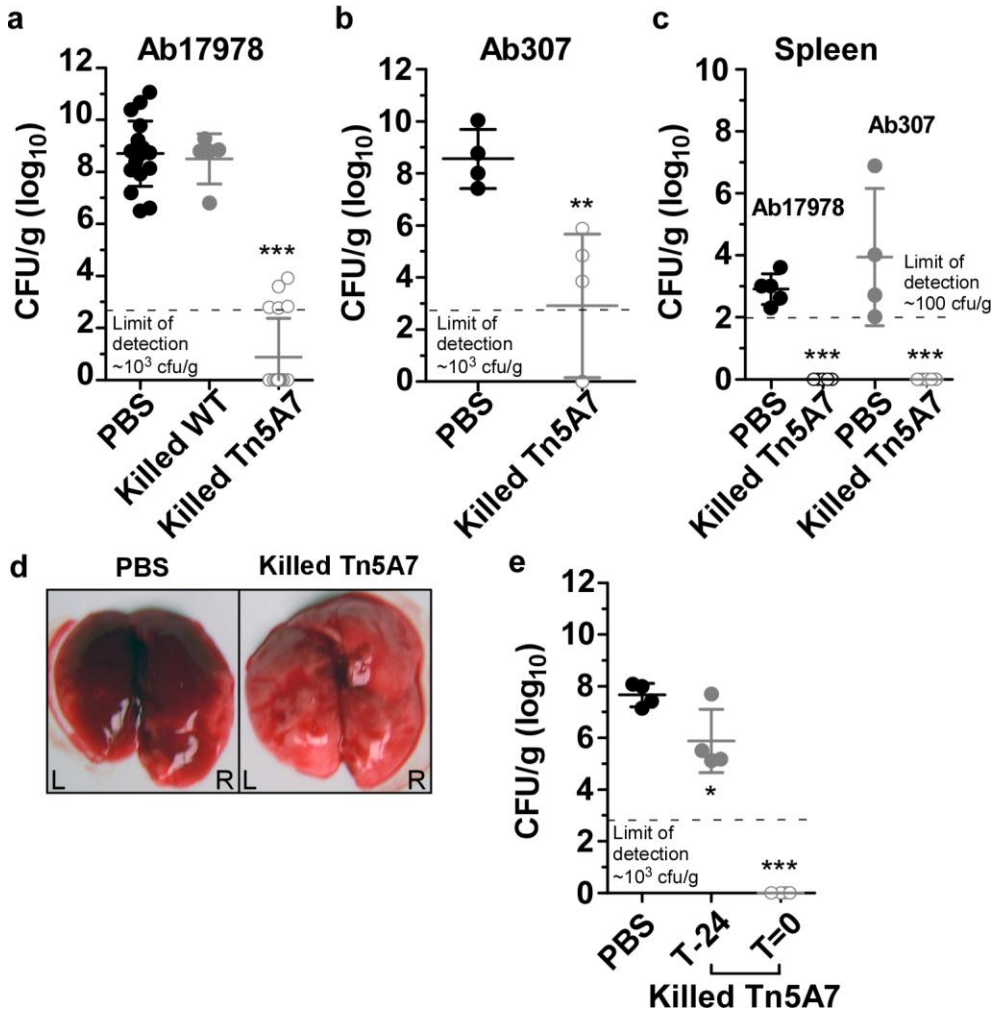 a
Ab17978
CFU/g (log10)
12
10
8
6
4
2
0
***
Limit of
detection
~10³ cfu/g
PBS
Killed WT
Killed Tn5A7
b
Ab307
CFU/g (log10)
12
10
8
6
4
2
0
**
Limit of
detection
~10³ cfu/g
PBS
Killed Tn5A7
c
Spleen
CFU/g (log10)
10
8
6
4
2
0
Ab307
Ab17978
Limit of
detection
~100 cfu/g
***
***
PBS
Killed Tn5A7
PBS
Killed Tn5A7
d
PBS
Killed Tn5A7
L
R
L
R
e
CFU/g (log10)
12
10
8
6
4
2
0
*
Limit of
detection
~10³ cfu/g
***
PBS
T-24
T=0
Killed Tn5A7